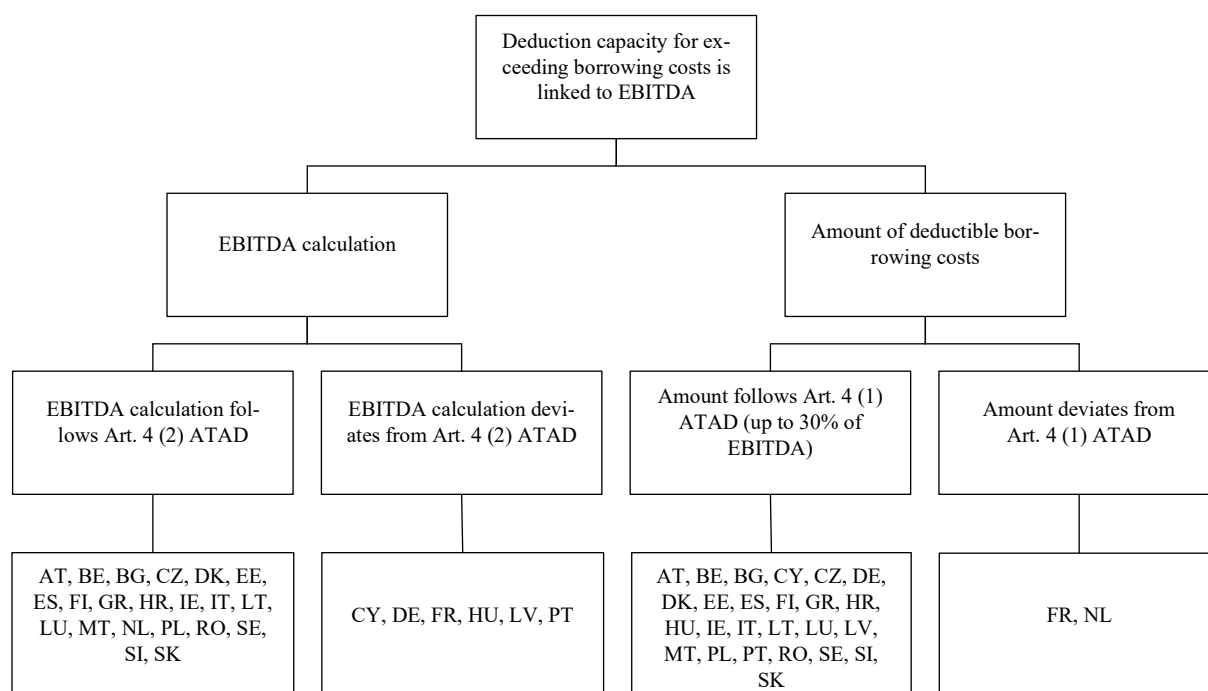 Deduction capacity for ex-
ceeding borrowing costs is
linked to EBITDA
EBITDA calculation
Amount of deductible bor-
rowing costs
EBITDA calculation fol-
lows Art. 4 (2) ATAD
EBITDA calculation devi-
ates from Art. 4 (2) ATAD
Amount follows Art. 4 (1)
ATAD (up to 30% of
EBITDA)
Amount deviates from
Art. 4 (1) ATAD
AT, BE, BG, CZ, DK, EE,
ES, FI, GR, HR, IE, IT, LT,
LU, MT, NL, PL, RO, SE,
SI, SK
CY, DE, FR, HU, LV, PT
AT, BE, BG, CY, CZ, DE,
DK, EE, ES, FI, GR, HR,
HU, IE, IT, LT, LU, LV,
MT, PL, PT, RO, SE, SI,
SK
FR, NL